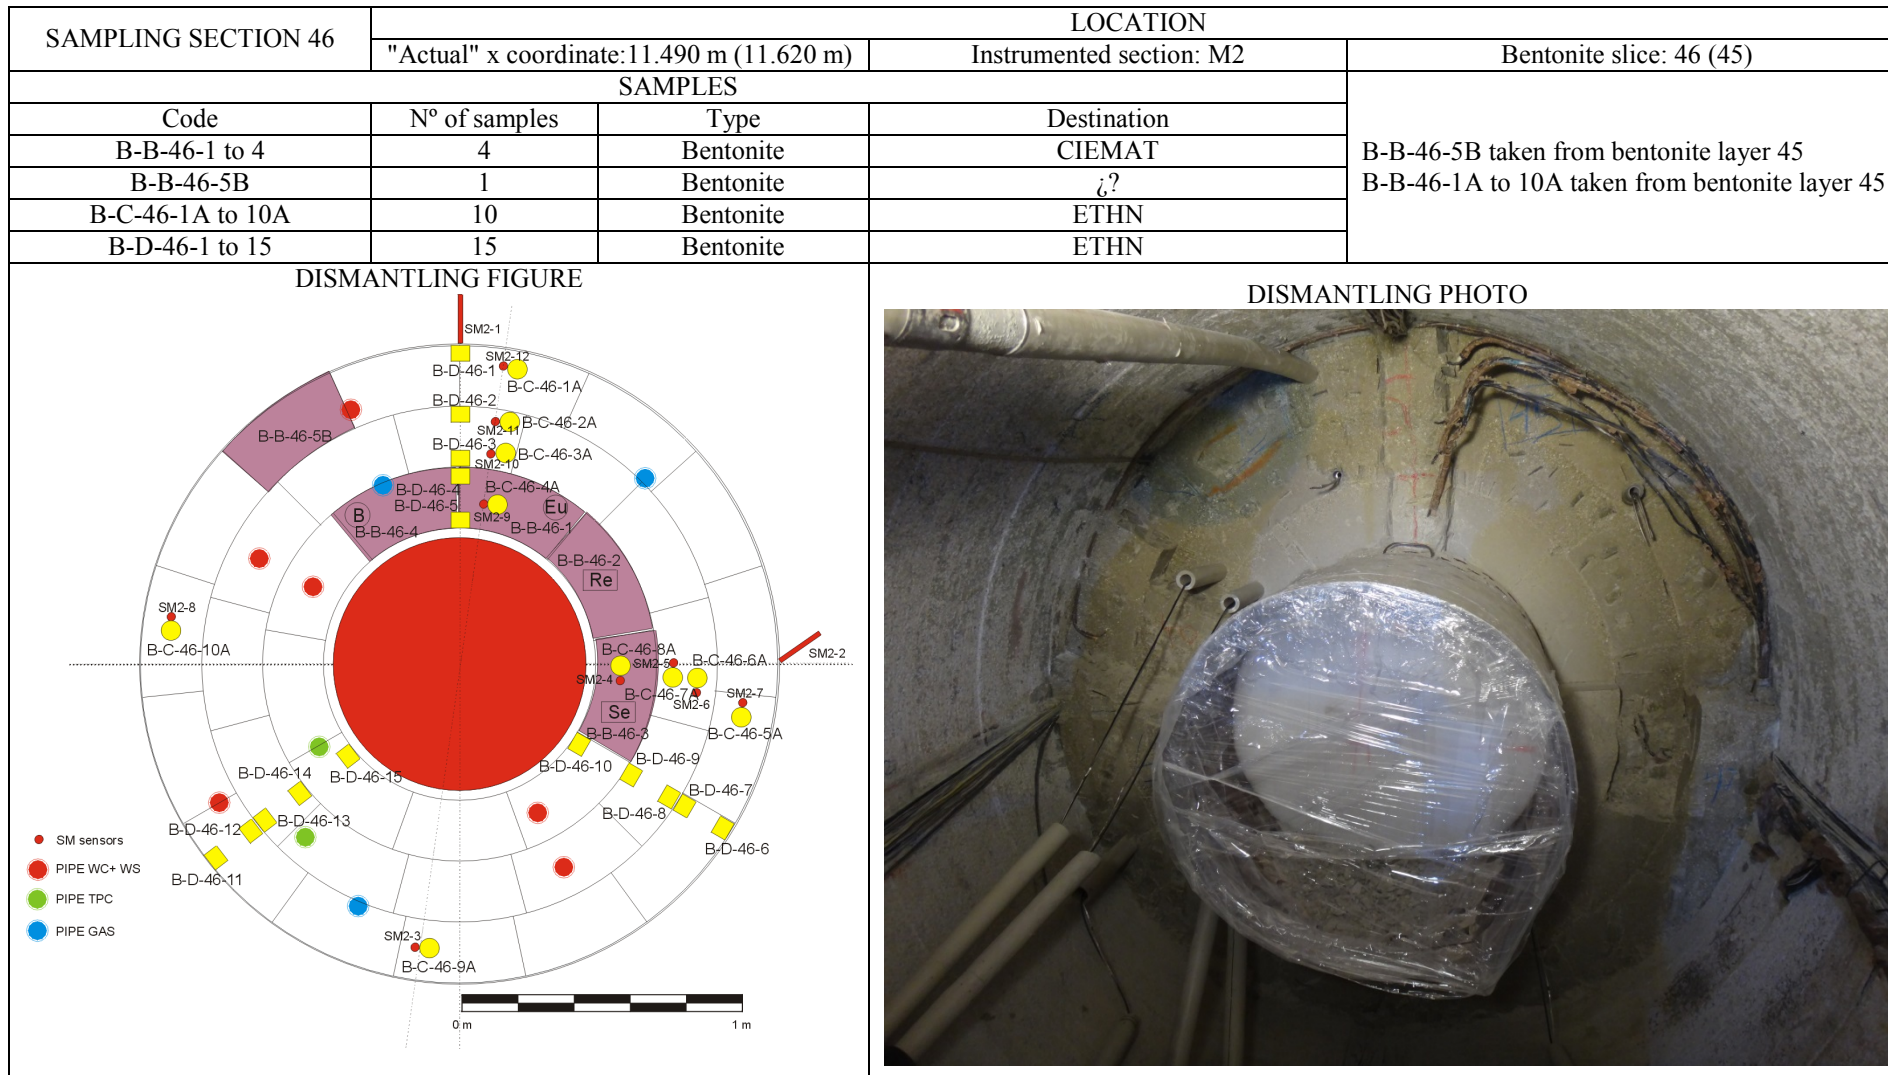 SAMPLING SECTION 46
LOCATION
"Actual" x coordinate:11.490 m (11.620 m)
Instrumented section: M2
Bentonite slice: 46 (45)
SAMPLES
Code
Nº of samples
Type
Destination
B-B-46-1 to 4
4
Bentonite
CIEMAT
B-B-46-5B
1
Bentonite
¿?
B-C-46-1A to 10A
10
Bentonite
ETHN
B-D-46-1 to 15
15
Bentonite
ETHN
B-B-46-5B taken from bentonite layer 45
B-B-46-1A to 10A taken from bentonite layer 45
DISMANTLING FIGURE
SM2-1
SM2-12
B-D-46-1
B-C-46-1A
B-D-46-2
B-C-46-2A
SM2-11
B-B-46-5B
B-D-46-3
B-C-46-3A
SM2-10
B-D-46-4
B-C-46-4A
B-D-46-5
SM2-9
Eu
B
B-B-46-4
B-B-46-1
B-B-46-2
Re
SM2-8
B-C-46-10A
B-C-46-8A
SM2-5
B-C-46-6A
SM2-2
SM2-4
B-C-46-7A
SM2-7
SM2-6
Se
B-B-46-3
B-C-46-5A
B-D-46-10
B-D-46-9
B-D-46-14
B-D-46-15
B-D-46-7
B-D-46-8
B-D-46-12
B-D-46-13
B-D-46-6
B-D-46-11
SM2-3
B-C-46-9A
SM sensors
PIPE WC+ WS
PIPE TPC
PIPE GAS
0 m
1 m
DISMANTLING PHOTO